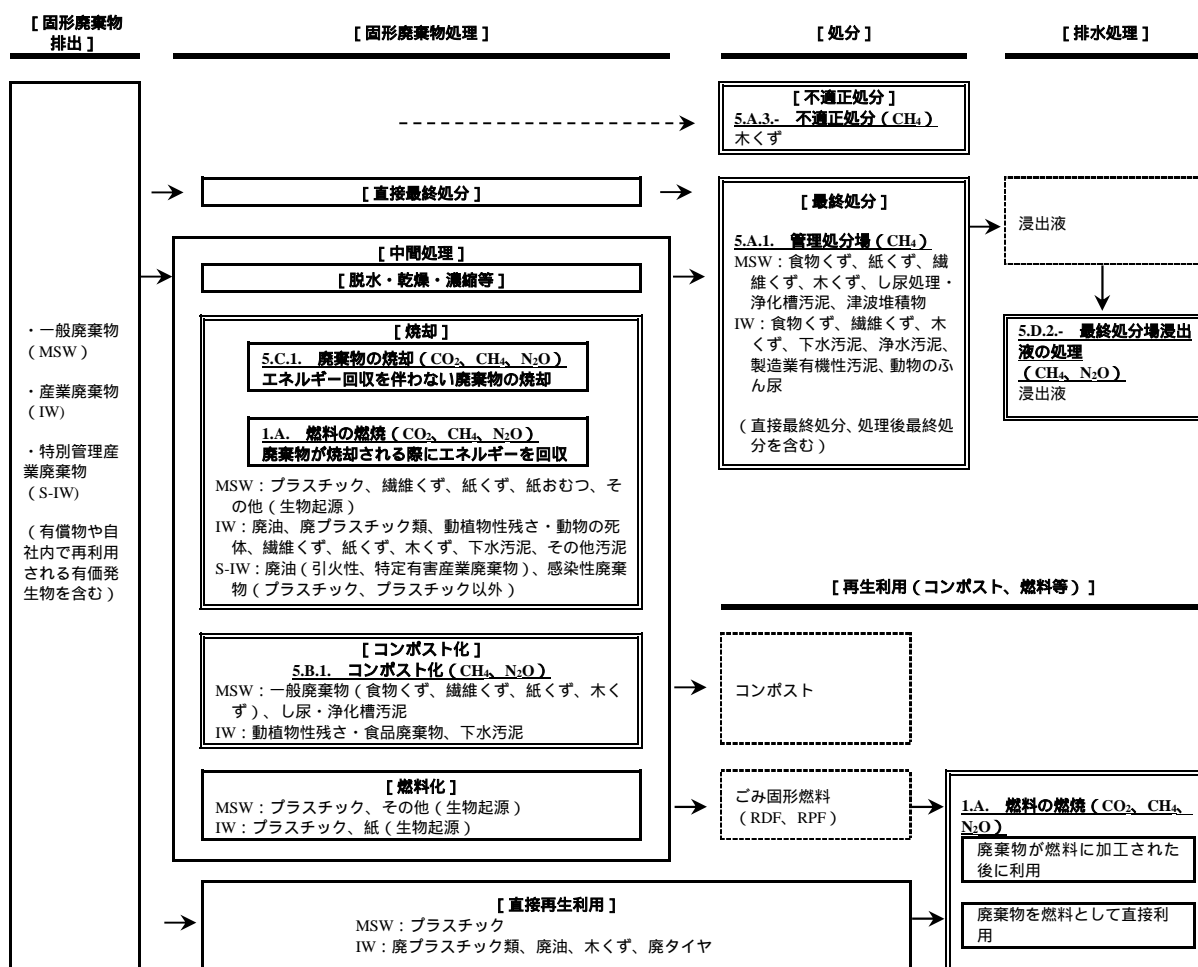 [ 固形廃棄物
排出 ]
[ 固形廃棄物処理 ]
[ 処分 ]
[ 排水処理 ]
・一般廃棄物
( MSW )
・産業廃棄物
( IW)
・特別管理産
業廃棄物
( S-IW)
( 有償物や自
社内で再利用
される有価発
生物を含む )
[ 不適正処分 ]
5.A.3.- 不適正処分 ( CH₄ )
木くず
[ 直接最終処分 ]
[ 最終処分 ]
5.A.1. 管理処分場 ( CH₄ )
MSW：食物くず、紙くず、繊
維くず、木くず、し尿処理・
浄化槽汚泥、津波堆積物
IW：食物くず、繊維くず、木
くず、下水汚泥、浄水汚泥、
製造業有機性汚泥、動物のふ
ん尿
( 直接最終処分、処理後最終処
分を含む )
浸出液
5.D.2.- 最終処分場浸出
液の処理
( CH₄、N₂O )
浸出液
[ 中間処理 ]
[ 脱水・乾燥・濃縮等 ]
[ 焼却 ]
5.C.1. 廃棄物の焼却 ( CO₂、CH₄、N₂O )
エネルギー回収を伴わない廃棄物の焼却
1.A. 燃料の燃焼 ( CO₂、CH₄、N₂O )
廃棄物が焼却される際にエネルギーを回収
MSW：プラスチック、繊維くず、紙くず、紙おむつ、そ
の他 ( 生物起源 )
IW：廃油、廃プラスチック類、動植物性残さ・動物の死
体、繊維くず、紙くず、木くず、下水汚泥、その他汚泥
S-IW：廃油 ( 引火性、特定有害産業廃棄物 )、感染性廃棄
物 ( プラスチック、プラスチック以外 )
[ 再生利用 ( コンポスト、燃料等 ) ]
[ コンポスト化 ]
5.B.1. コンポスト化 ( CH₄、N₂O )
MSW：一般廃棄物 ( 食物くず、繊維くず、紙くず、木く
ず )、し尿・浄化槽汚泥
IW：動植物性残さ・食品廃棄物、下水汚泥
コンポスト
[ 燃料化 ]
MSW：プラスチック、その他 ( 生物起源 )
IW：プラスチック、紙 ( 生物起源 )
ごみ固形燃料
( RDF、RPF )
1.A. 燃料の燃焼 ( CO₂、CH₄、
N₂O )
廃棄物が燃料に加工された
後に利用
廃棄物を燃料として直接利
用
[ 直接再生利用 ]
MSW：プラスチック
IW：廃プラスチック類、廃油、木くず、廃タイヤ